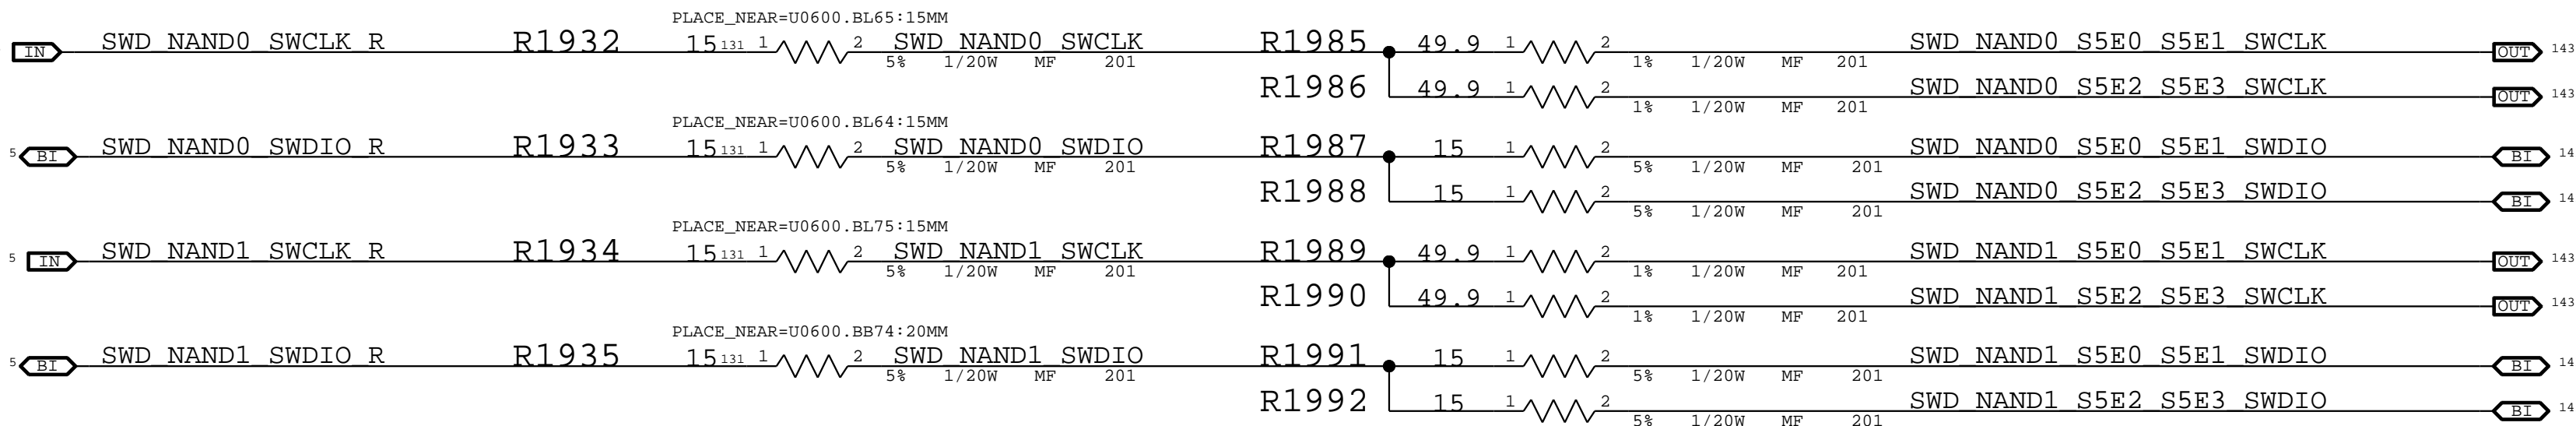 PLACE_NEAR=U0600.BL65:15MM
IN SWD_NAND0_SWCLK_R R1932 15 131 1 2 SWD_NAND0_SWCLK R1985 49.9 1 2 SWD_NAND0_S5E0_S5E1_SWCLK OUT 143
5% 1/20W MF 201 1% 1/20W MF 201
R1986 49.9 1 2 SWD_NAND0_S5E2_S5E3_SWCLK OUT 143
1% 1/20W MF 201
PLACE_NEAR=U0600.BL64:15MM
5 BI SWD_NAND0_SWDIO_R R1933 15 131 1 2 SWD_NAND0_SWDIO R1987 15 1 2 SWD_NAND0_S5E0_S5E1_SWDIO BI 14
5% 1/20W MF 201 5% 1/20W MF 201
R1988 15 1 2 SWD_NAND0_S5E2_S5E3_SWDIO BI 14
5% 1/20W MF 201
PLACE_NEAR=U0600.BL75:15MM
5 IN SWD_NAND1_SWCLK_R R1934 15 131 1 2 SWD_NAND1_SWCLK R1989 49.9 1 2 SWD_NAND1_S5E0_S5E1_SWCLK OUT 143
5% 1/20W MF 201 1% 1/20W MF 201
R1990 49.9 1 2 SWD_NAND1_S5E2_S5E3_SWCLK OUT 143
1% 1/20W MF 201
PLACE_NEAR=U0600.BB74:20MM
5 BI SWD_NAND1_SWDIO_R R1935 15 131 1 2 SWD_NAND1_SWDIO R1991 15 1 2 SWD_NAND1_S5E0_S5E1_SWDIO BI 14
5% 1/20W MF 201 5% 1/20W MF 201
R1992 15 1 2 SWD_NAND1_S5E2_S5E3_SWDIO BI 14
5% 1/20W MF 201